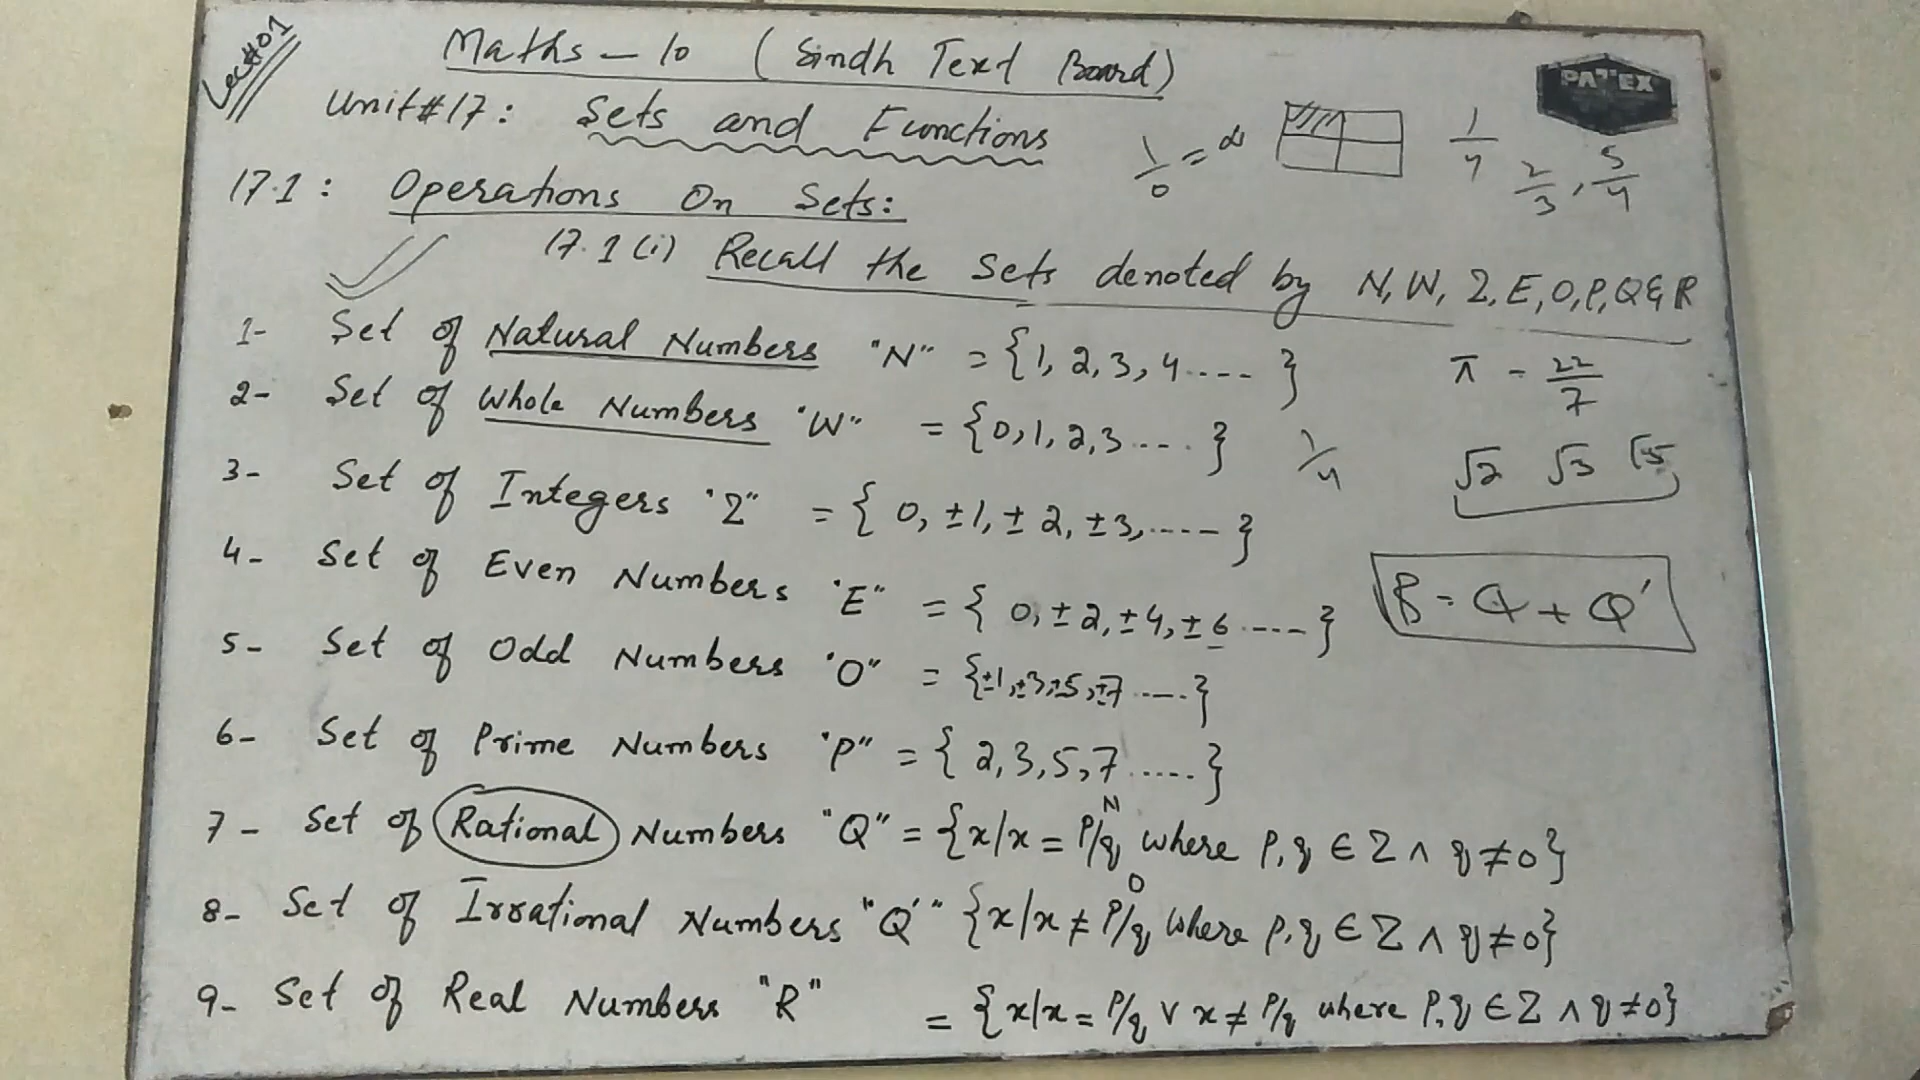 Lec#01
Maths - 10 (Sindh Text Board)
PATEX
Unit#17: Sets and Functions
1/0 = ∝
1/4
2/3, 5/4
17.1: Operations On Sets:
17.1 (i) Recall the Sets denoted by N, W, Z, E, O, P, Q & R
1- Set of Natural Numbers "N" = {1, 2, 3, 4 .... }
π - 22/7
2- Set of Whole Numbers "W" = {0, 1, 2, 3 .... }
1/4
√2 √3 √5
3- Set of Integers "Z" = { 0, ±1, ± 2, ±3, ..... }
4- Set of Even Numbers "E" = { 0, ± 2, ±4, ±6 ..... }
R = Q + Q'
5- Set of Odd Numbers "O" = {±1, ±3, ±5, ±7 ..... }
6- Set of Prime Numbers "P" = { 2, 3, 5, 7 ..... }
N
7- Set of Rational Numbers "Q" = {x/x = P/q where P, q ∈ Z ∧ q ≠ 0}
D
8- Set of Irrational Numbers "Q'" {x/x ≠ P/q where P, q ∈ Z ∧ q ≠ 0}
9- Set of Real Numbers "R" = {x/x = P/q ∨ x ≠ P/q where P, q ∈ Z ∧ q ≠ 0}